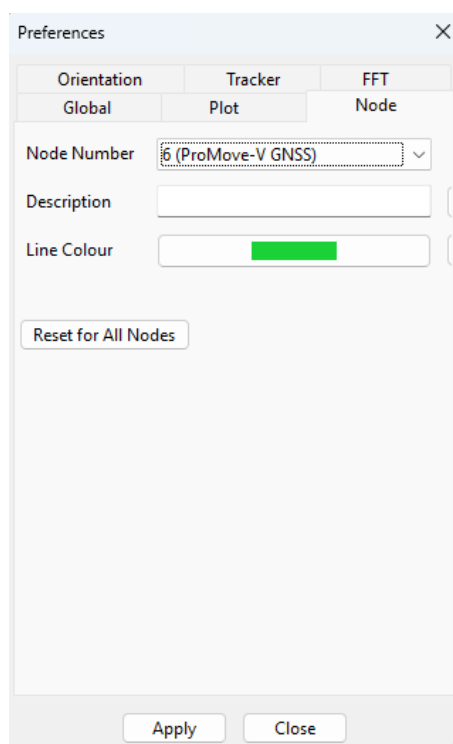 Preferences
Orientation Tracker FFT
Global Plot Node
Node Number 6 (ProMove-V GNSS)
Description
Line Colour
Reset for All Nodes
Apply Close